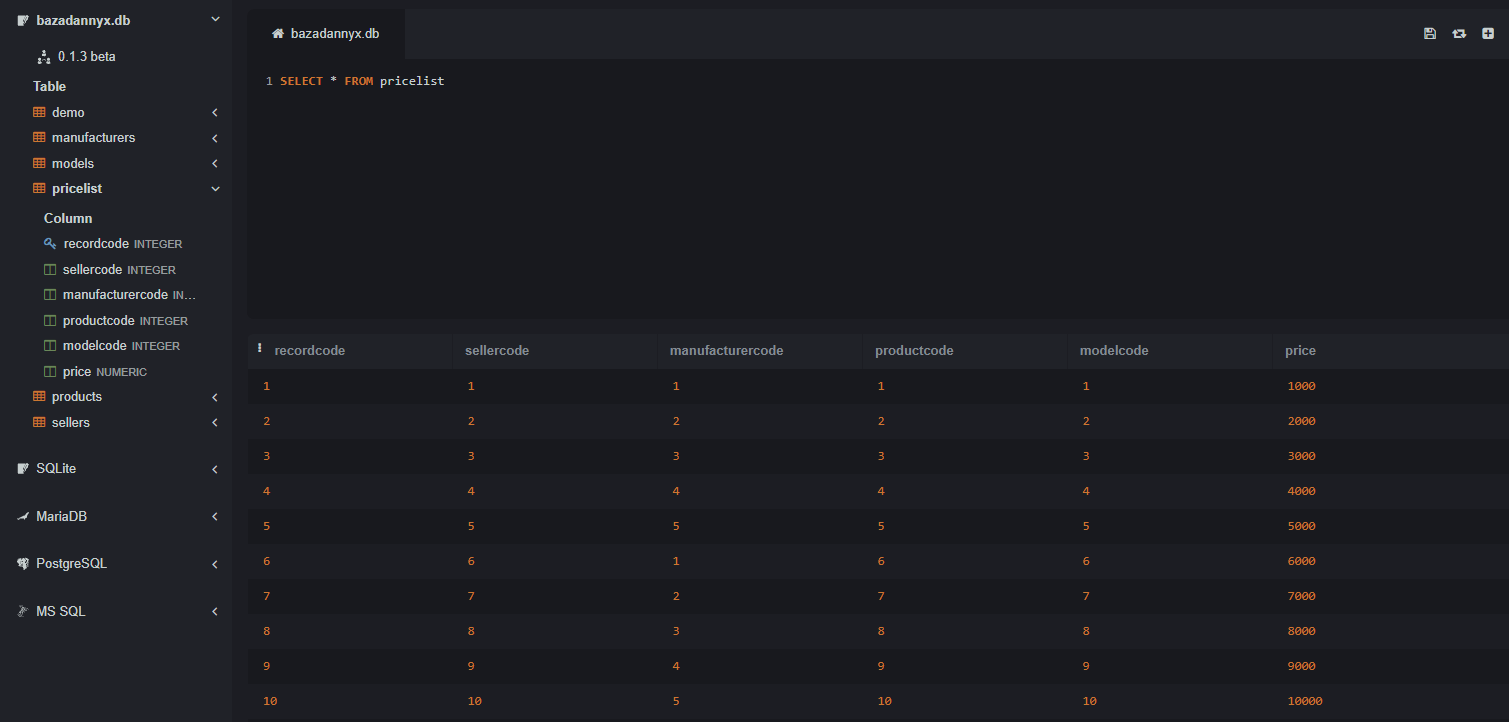 bazadannyx.db
0.1.3 beta
Table
demo
manufacturers
models
pricelist
Column
recordcode INTEGER
sellercode INTEGER
manufacturercode IN...
productcode INTEGER
modelcode INTEGER
price NUMERIC
products
sellers
SQLite
MariaDB
PostgreSQL
MS SQL
bazadannyx.db
1 SELECT * FROM pricelist
recordcode sellercode manufacturercode productcode modelcode price
1 1 1 1 1 1000
2 2 2 2 2 2000
3 3 3 3 3 3000
4 4 4 4 4 4000
5 5 5 5 5 5000
6 6 1 6 6 6000
7 7 2 7 7 7000
8 8 3 8 8 8000
9 9 4 9 9 9000
10 10 5 10 10 10000